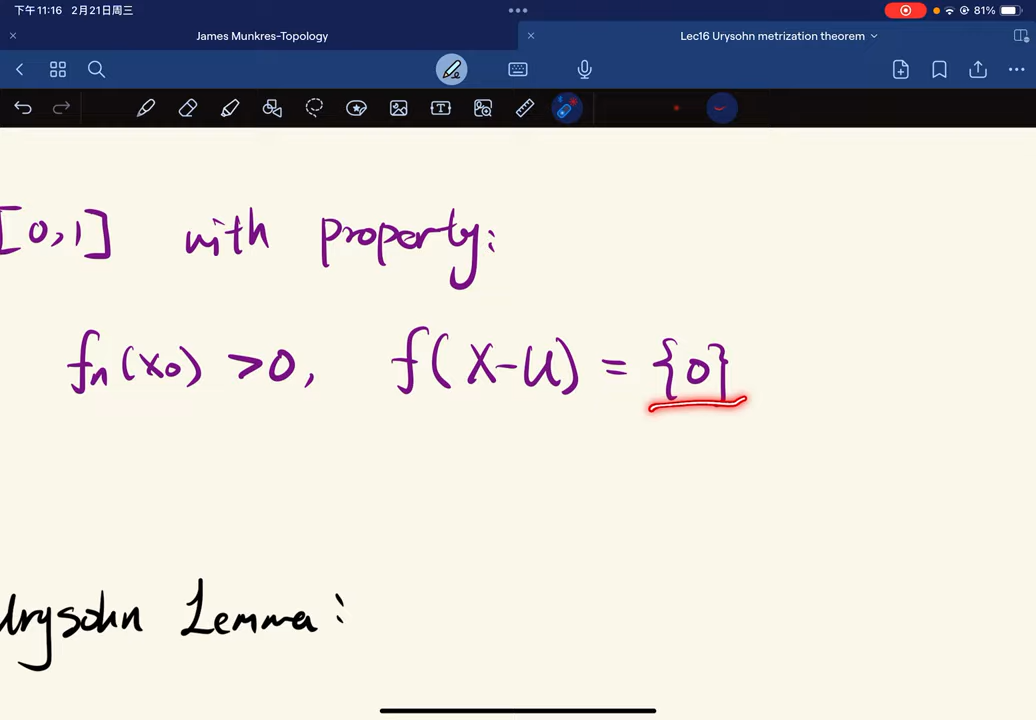 下午11:16 2月21日周三
81%
James Munkres-Topology
Lec16 Urysohn metrization theorem
[0,1] with property:
fn(x0) >0, f(X-U) = {0}
Urysohn Lemma: